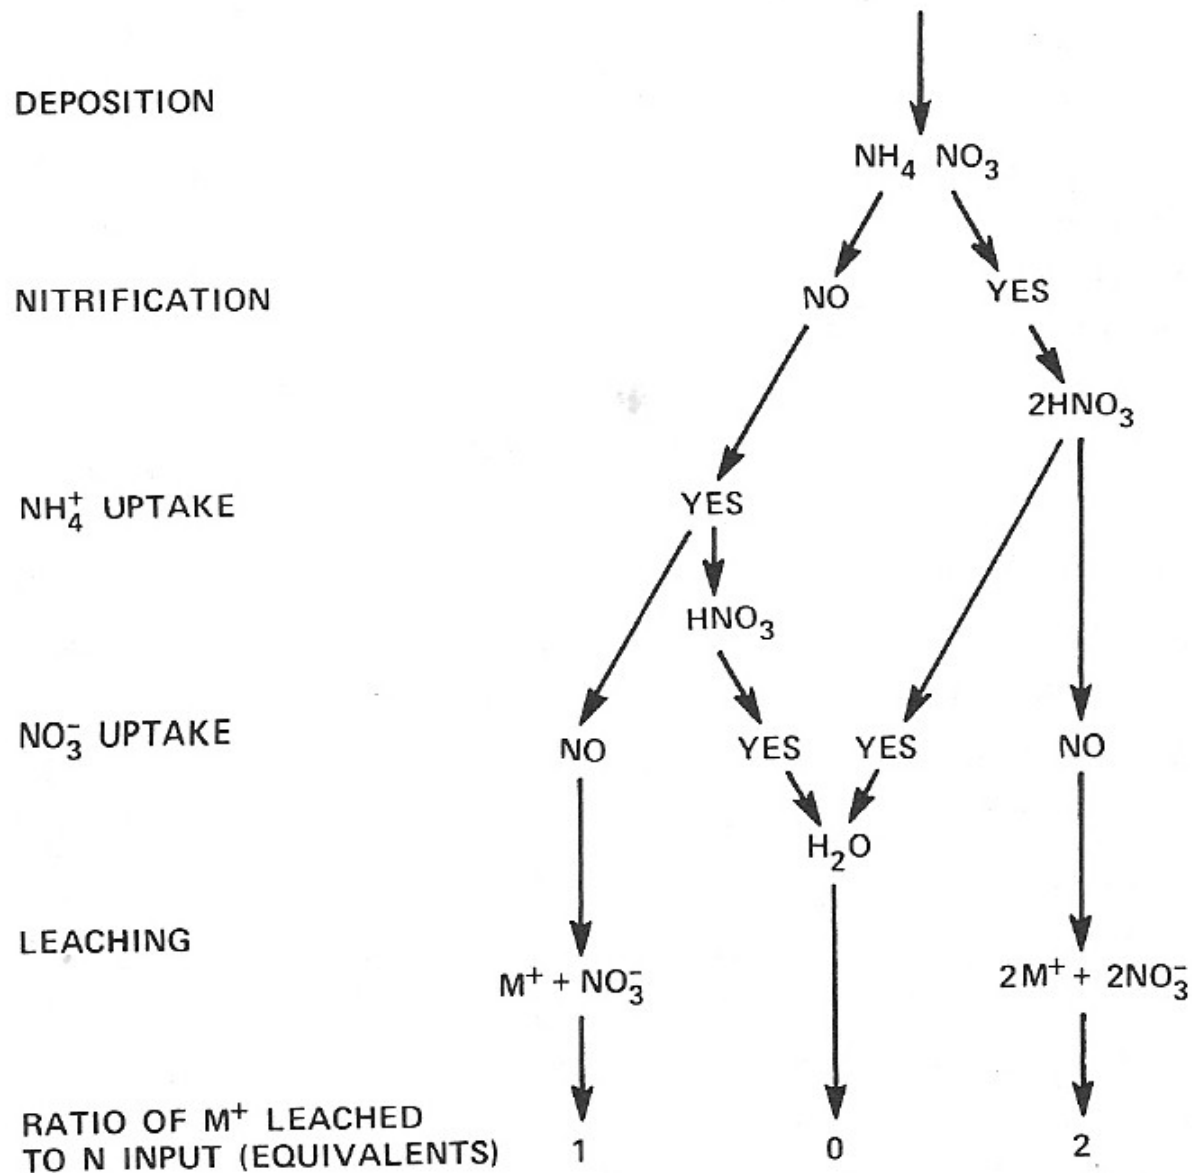 DEPOSITION
NH₄ NO₃
NITRIFICATION
NO YES
2HNO₃
NH₄⁺ UPTAKE
YES
HNO₃
NO₃⁻ UPTAKE
NO YES YES NO
H₂O
LEACHING
M⁺ + NO₃⁻
2M⁺ + 2NO₃⁻
RATIO OF M⁺ LEACHED
TO N INPUT (EQUIVALENTS) 1 0 2